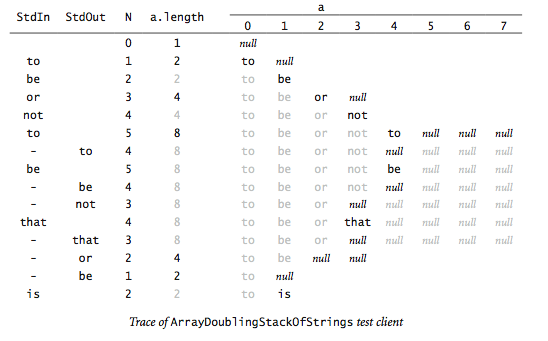 a
StdIn StdOut N a.length 0 1 2 3 4 5 6 7
0 1 null
to 1 2 to null
be 2 2 to be
or 3 4 to be or null
not 4 4 to be or not
to 5 8 to be or not to null null null
- to 4 8 to be or not null null null null
be 5 8 to be or not be null null null
- be 4 8 to be or not null null null null
- not 3 8 to be or null null null null null
that 4 8 to be or that null null null null
- that 3 8 to be or null null null null null
- or 2 4 to be null null
- be 1 2 to null
is 2 2 to is
Trace of ArrayDoublingStackOfStrings test client